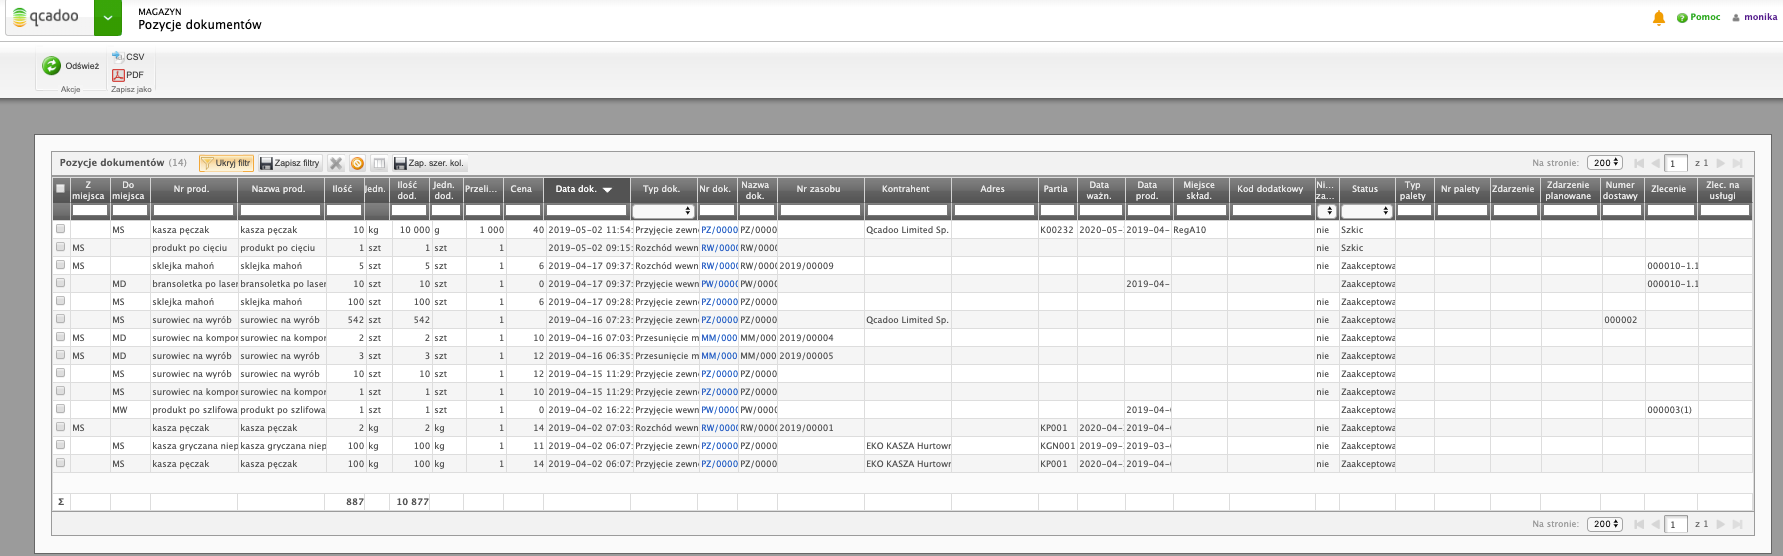 qcadoo MAGAZYN
Pozycje dokumentów
Pomoc monika
Odśwież CSV
PDF
Akcje Zapisz jako
Pozycje dokumentów (14) Ukryj filtr Zapisz filtry Zap. szer. kol. Na stronie: 200 1 z 1
Z miejsca Do miejsca Nr prod. Nazwa prod. Ilość Jedn. Ilość dod. Jedn. dod. Przeli... Cena Data dok. Typ dok. Nr dok. Nazwa dok. Nr zasobu Kontrahent Adres Partia Data ważn. Data prod. Miejsce skład. Kod dodatkowy Ni... za... Status Typ palety Nr palety Zdarzenie Zdarzenie planowane Numer dostawy Zlecenie Zlec. na usługi
MS kasza pęczak kasza pęczak 10 kg 10 000 g 1 000 40 2019-05-02 11:54: Przyjęcie zewn PZ/0000 PZ/0000 Qcadoo Limited Sp. K00232 2020-05- 2019-04- RegA10 nie Szkic
MS produkt po cięciu produkt po cięciu 1 szt 1 szt 1 2019-05-02 09:15: Rozchód wewn RW/000 RW/000 nie Szkic
MS sklejka mahoń sklejka mahoń 5 szt 5 szt 1 6 2019-04-17 09:37: Rozchód wewn RW/000 RW/000 2019/00009 nie Zaakceptowa 000010-1.1
MD bransoletka po laser bransoletka po laser 10 szt 10 szt 1 0 2019-04-17 09:37: Przyjęcie wewn PW/000 PW/000 2019-04- Zaakceptowa 000010-1.1
MS sklejka mahoń sklejka mahoń 100 szt 100 szt 1 6 2019-04-17 09:28: Przyjęcie zewn PZ/0000 PZ/0000 nie Zaakceptowa
MS surowiec na wyrób surowiec na wyrób 542 szt 542 1 2019-04-16 07:23: Przyjęcie zewn PZ/0000 PZ/0000 Qcadoo Limited Sp. nie Zaakceptowa 000002
MS MD surowiec na kompor surowiec na kompor 2 szt 2 szt 1 10 2019-04-16 07:03: Przesunięcie m MM/000 MM/000 2019/00004 nie Zaakceptowa
MS MD surowiec na wyrób surowiec na wyrób 3 szt 3 szt 1 12 2019-04-16 06:35: Przesunięcie m MM/000 MM/000 2019/00005 nie Zaakceptowa
MS surowiec na wyrób surowiec na wyrób 10 szt 10 szt 1 12 2019-04-15 11:29: Przyjęcie zewn PZ/0000 PZ/0000 nie Zaakceptowa
MS surowiec na kompor surowiec na kompor 1 szt 1 szt 1 10 2019-04-15 11:29: Przyjęcie zewn PZ/0000 PZ/0000 nie Zaakceptowa
MW produkt po szlifowa produkt po szlifowa 1 szt 1 szt 1 0 2019-04-02 16:22: Przyjęcie wewn PW/000 PW/000 2019-04- Zaakceptowa 000003(1)
MS kasza pęczak kasza pęczak 2 kg 2 kg 1 14 2019-04-02 07:03: Rozchód wewn RW/000 RW/000 2019/00001 KP001 2020-04- 2019-04- nie Zaakceptowa
MS kasza gryczana niep kasza gryczana niep 100 kg 100 kg 1 11 2019-04-02 06:07: Przyjęcie zewn PZ/0000 PZ/0000 EKO KASZA Hurtowr KGN001 2019-09- 2019-03- nie Zaakceptowa
MS kasza pęczak kasza pęczak 100 kg 100 kg 1 14 2019-04-02 06:07: Przyjęcie zewn PZ/0000 PZ/0000 EKO KASZA Hurtowr KP001 2020-04- 2019-04- nie Zaakceptowa
Σ 887 10 877
Na stronie: 200 1 z 1